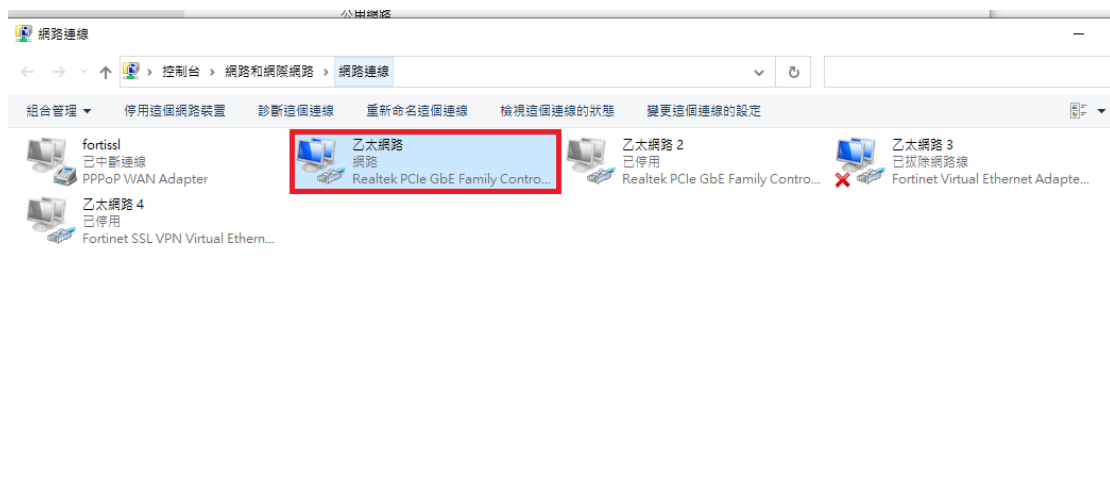 公用網路
網路連線
控制台 › 網路和網際網路 › 網路連線
組合管理 停用這個網路裝置 診斷這個連線 重新命名這個連線 檢視這個連線的狀態 變更這個連線的設定
fortissl
已中斷連線
PPPoP WAN Adapter
乙太網路
網路
Realtek PCIe GbE Family Contro...
乙太網路 2
已停用
Realtek PCIe GbE Family Contro...
乙太網路 3
已拔除網路線
Fortinet Virtual Ethernet Adapte...
乙太網路 4
已停用
Fortinet SSL VPN Virtual Ethern...